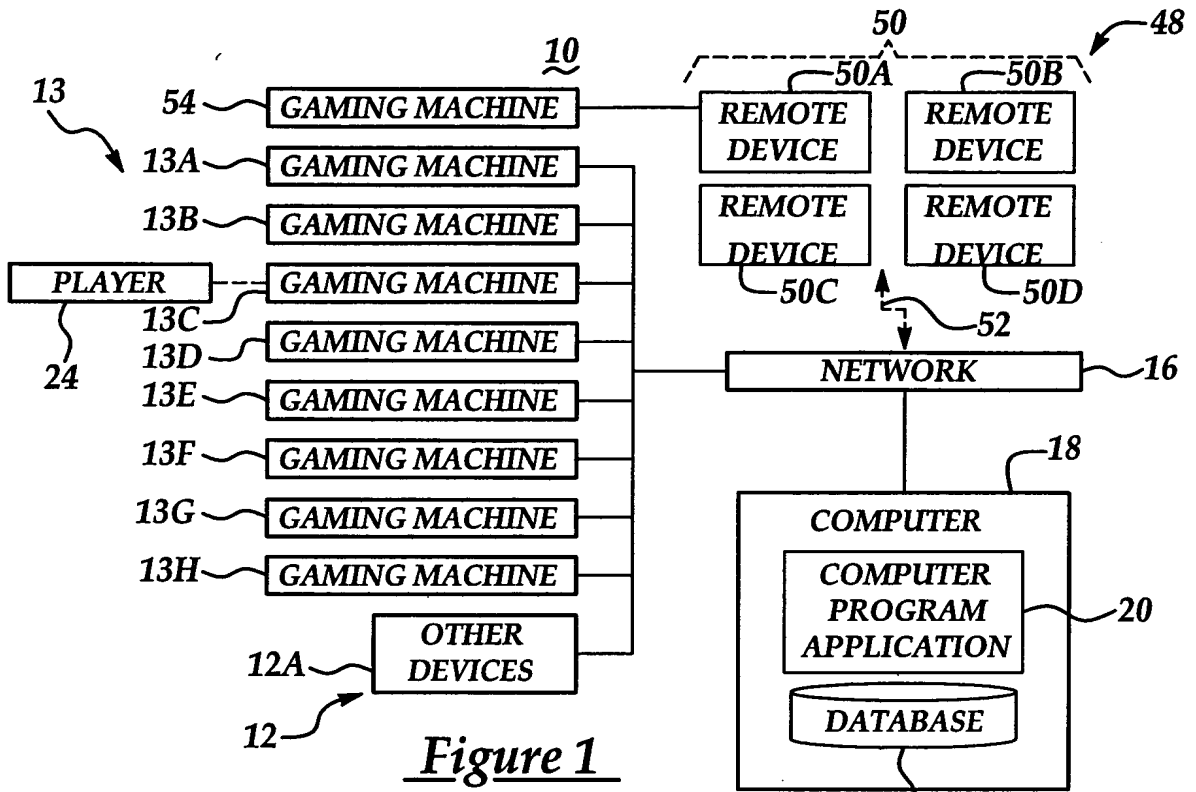 10
50
48
13
54
GAMING MACHINE
13A
GAMING MACHINE
13B
GAMING MACHINE
PLAYER
24
13C
GAMING MACHINE
13D
GAMING MACHINE
13E
GAMING MACHINE
13F
GAMING MACHINE
13G
GAMING MACHINE
13H
GAMING MACHINE
12A
OTHER
DEVICES
12
50A
REMOTE
DEVICE
50B
REMOTE
DEVICE
REMOTE
DEVICE
50C
REMOTE
DEVICE
50D
52
NETWORK
16
18
COMPUTER
COMPUTER
PROGRAM
APPLICATION
20
DATABASE
Figure 1